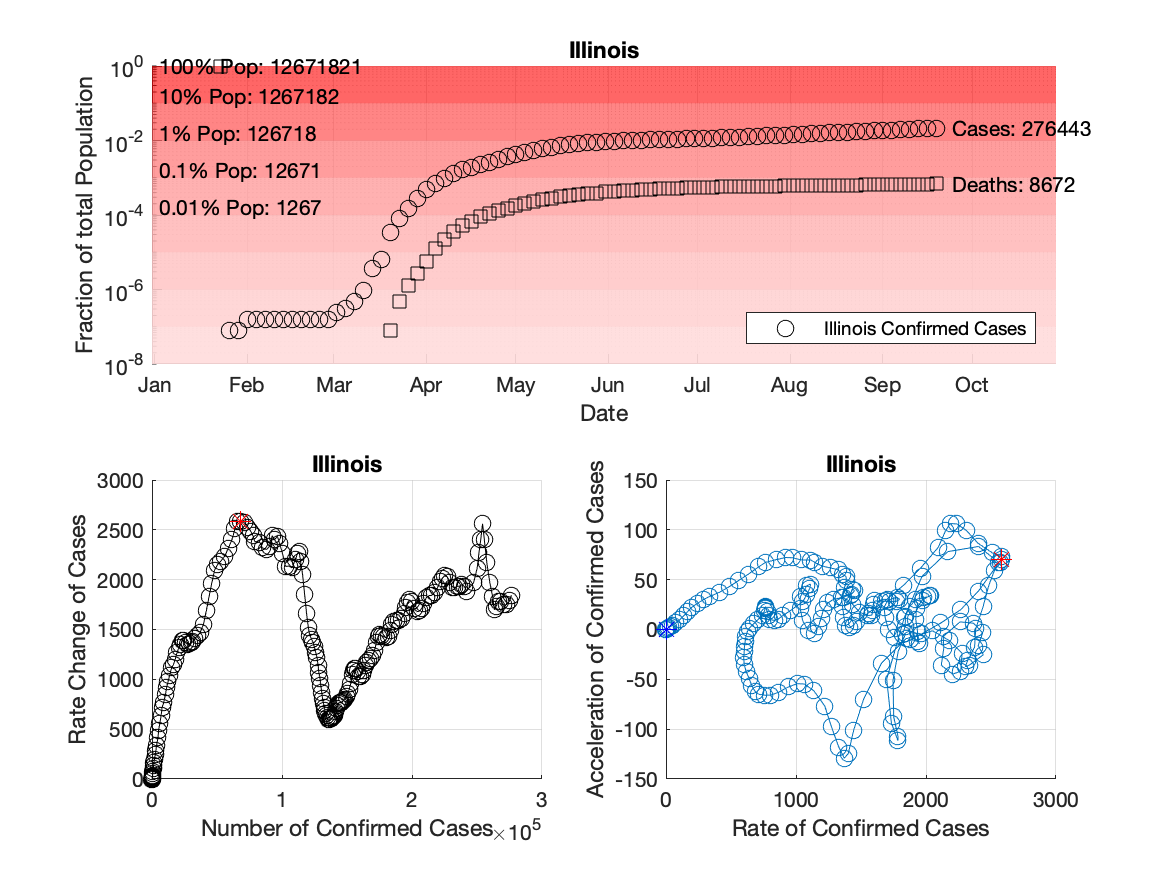 Illinois
Fraction of total Population
10^0
10^-2
10^-4
10^-6
10^-8
100% Pop: 12671821
10% Pop: 1267182
1% Pop: 126718
0.1% Pop: 12671
0.01% Pop: 1267
Cases: 276443
Deaths: 8672
Illinois Confirmed Cases
Jan Feb Mar Apr May Jun Jul Aug Sep Oct
Date
Illinois
Rate Change of Cases
3000
2500
2000
1500
1000
500
0
0 1 2 3
Number of Confirmed Cases ×10^5
Illinois
Acceleration of Confirmed Cases
150
100
50
0
-50
-100
-150
0 1000 2000 3000
Rate of Confirmed Cases